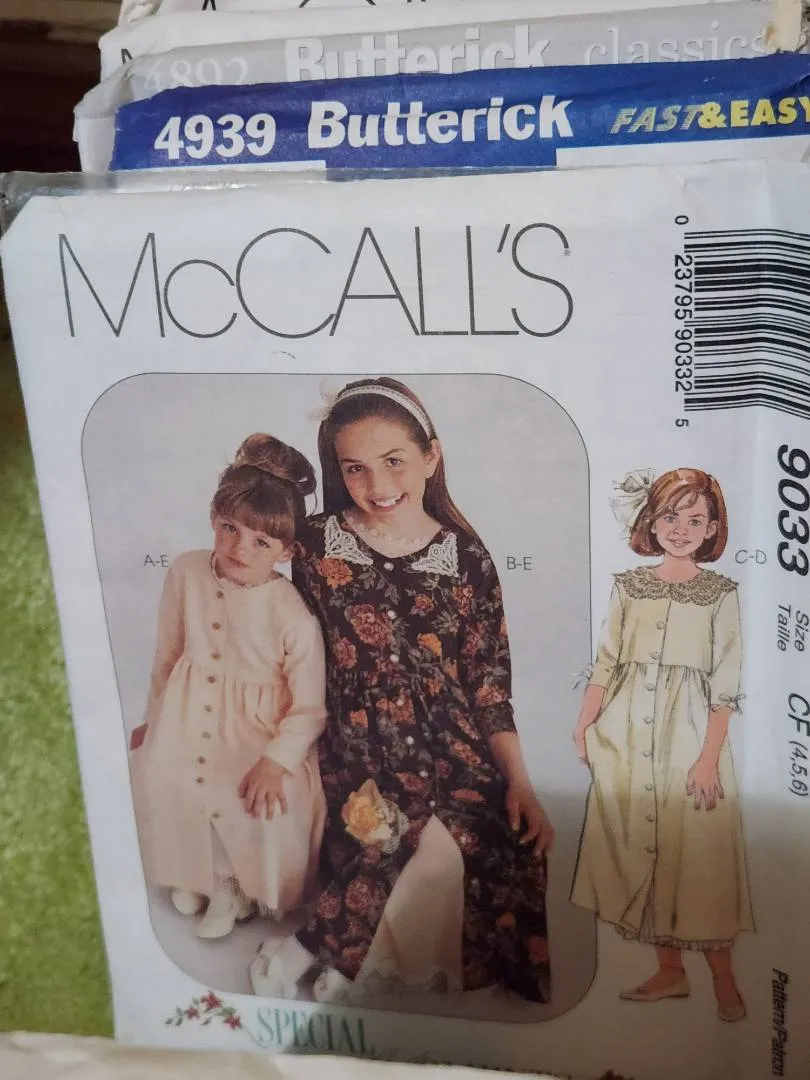 4892 Butterick classics
4939 Butterick FAST&EASY
McCALL'S
0 23795 90332 5
9033
Size
Taille
CF (4,5,6)
A-E
B-E
C-D
Pattern/Patron
SPECIAL